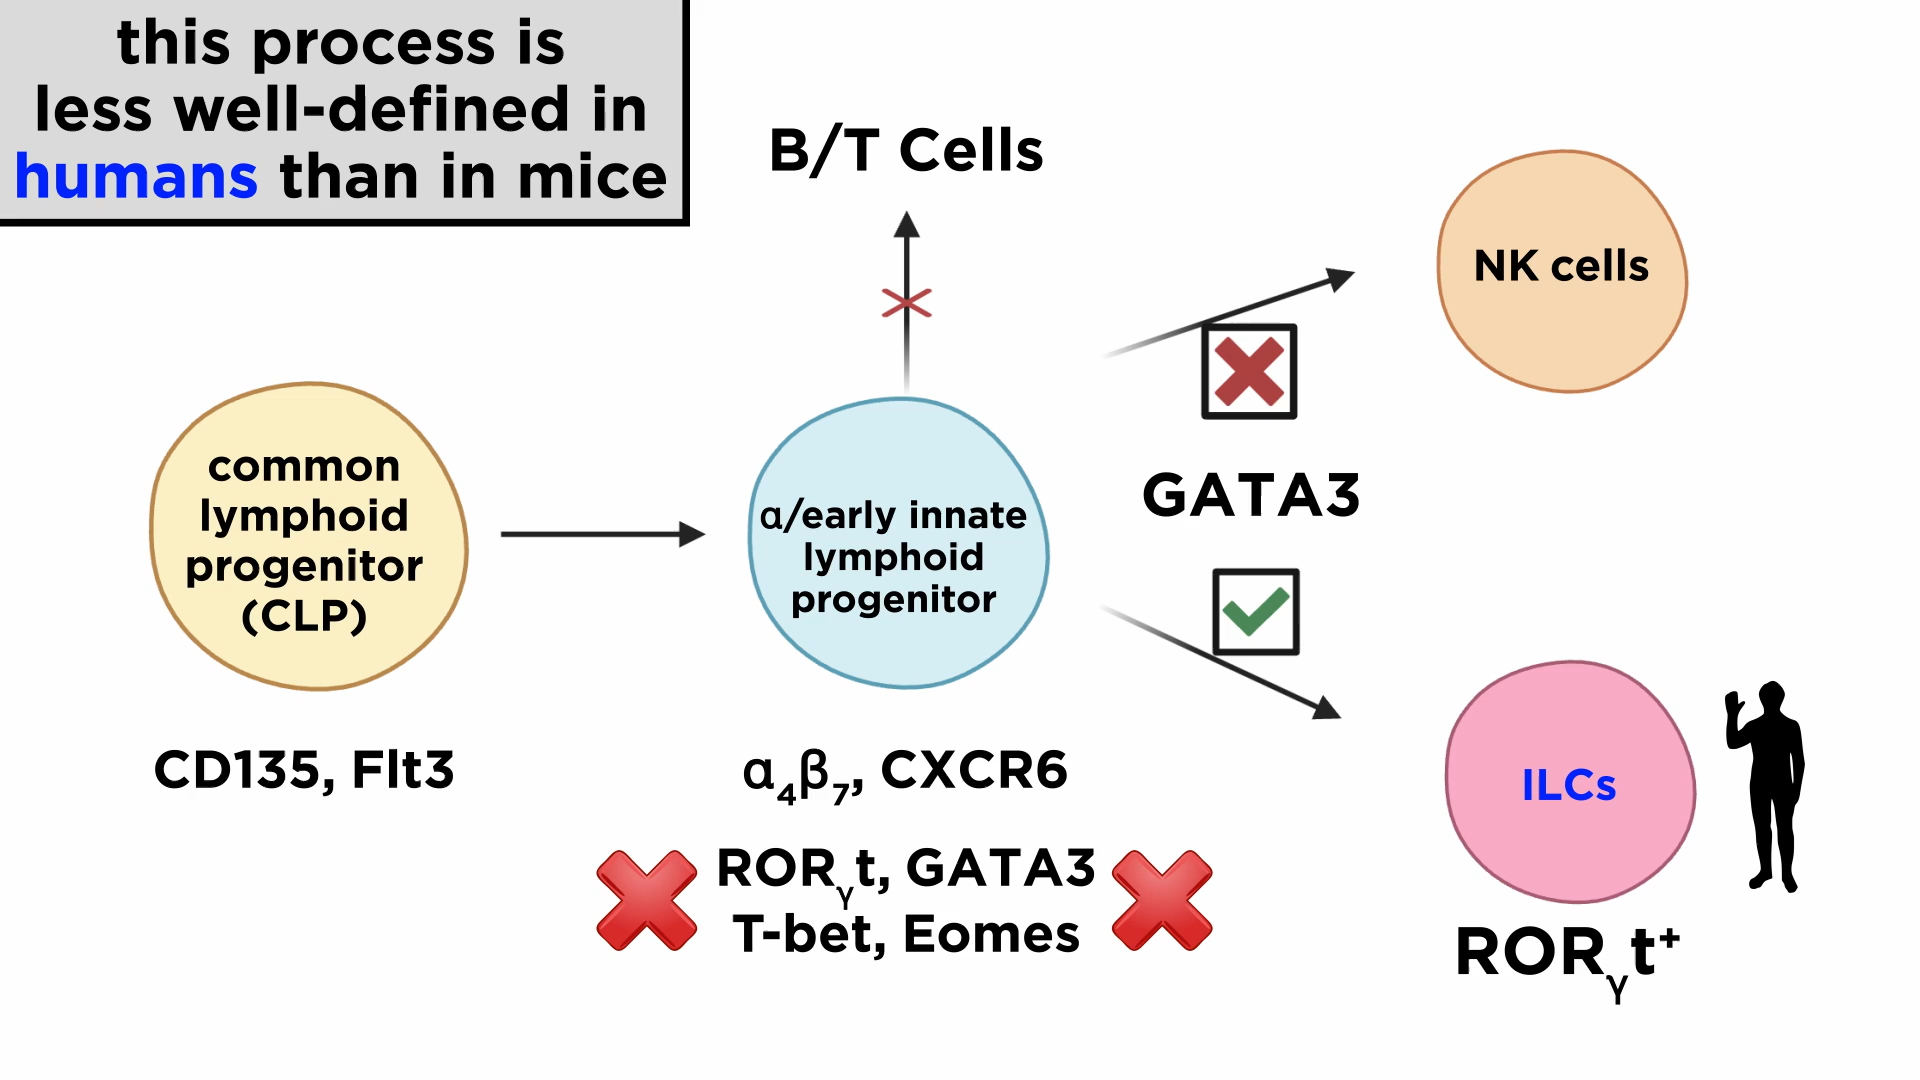 this process is
less well-defined in
humans than in mice
B/T Cells
NK cells
GATA3
common
lymphoid
progenitor
(CLP)
α/early innate
lymphoid
progenitor
CD135, Flt3
α₄β₇, CXCR6
RORᵧt, GATA3
T-bet, Eomes
ILCs
RORᵧt⁺